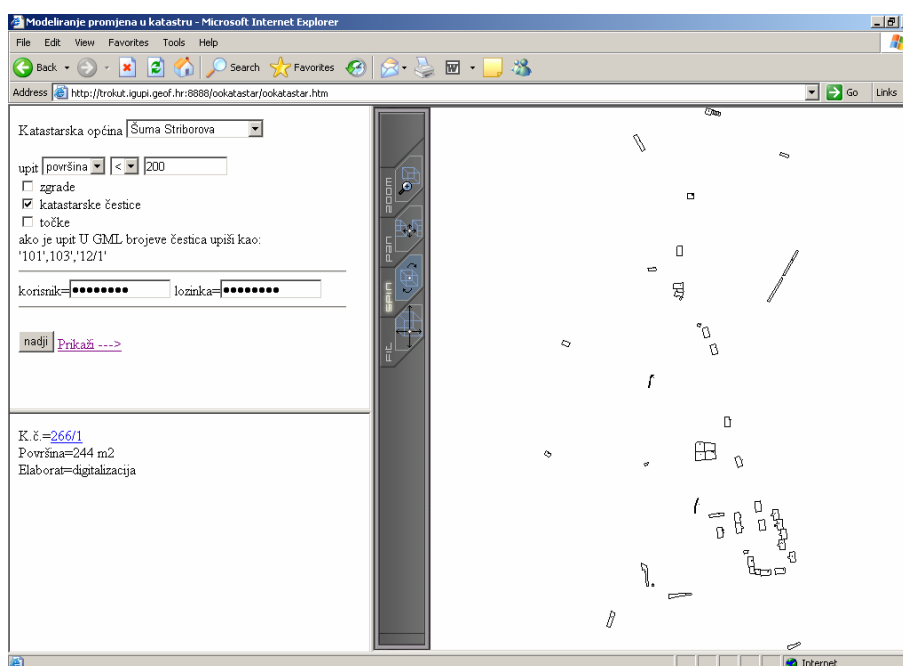 Modeliranje promjena u katastru - Microsoft Internet Explorer
File Edit View Favorites Tools Help
Back Search Favorites
Address http://trokut.igupi.geof.hr:8888/ookatastar/ookatastar.htm Go Links
Katastarska općina Šuma Striborova
upit površina < 200
zgrade
katastarske čestice
točke
ako je upit U GML brojeve čestica upiši kao:
'101',103','12/1'
korisnik=●●●●●●●● lozinka=●●●●●●●●
nadji Prikaži --->
K.č.=266/1
Površina=244 m2
Elaborat=digitalizacija
zoom
pan
spin
fit
Internet